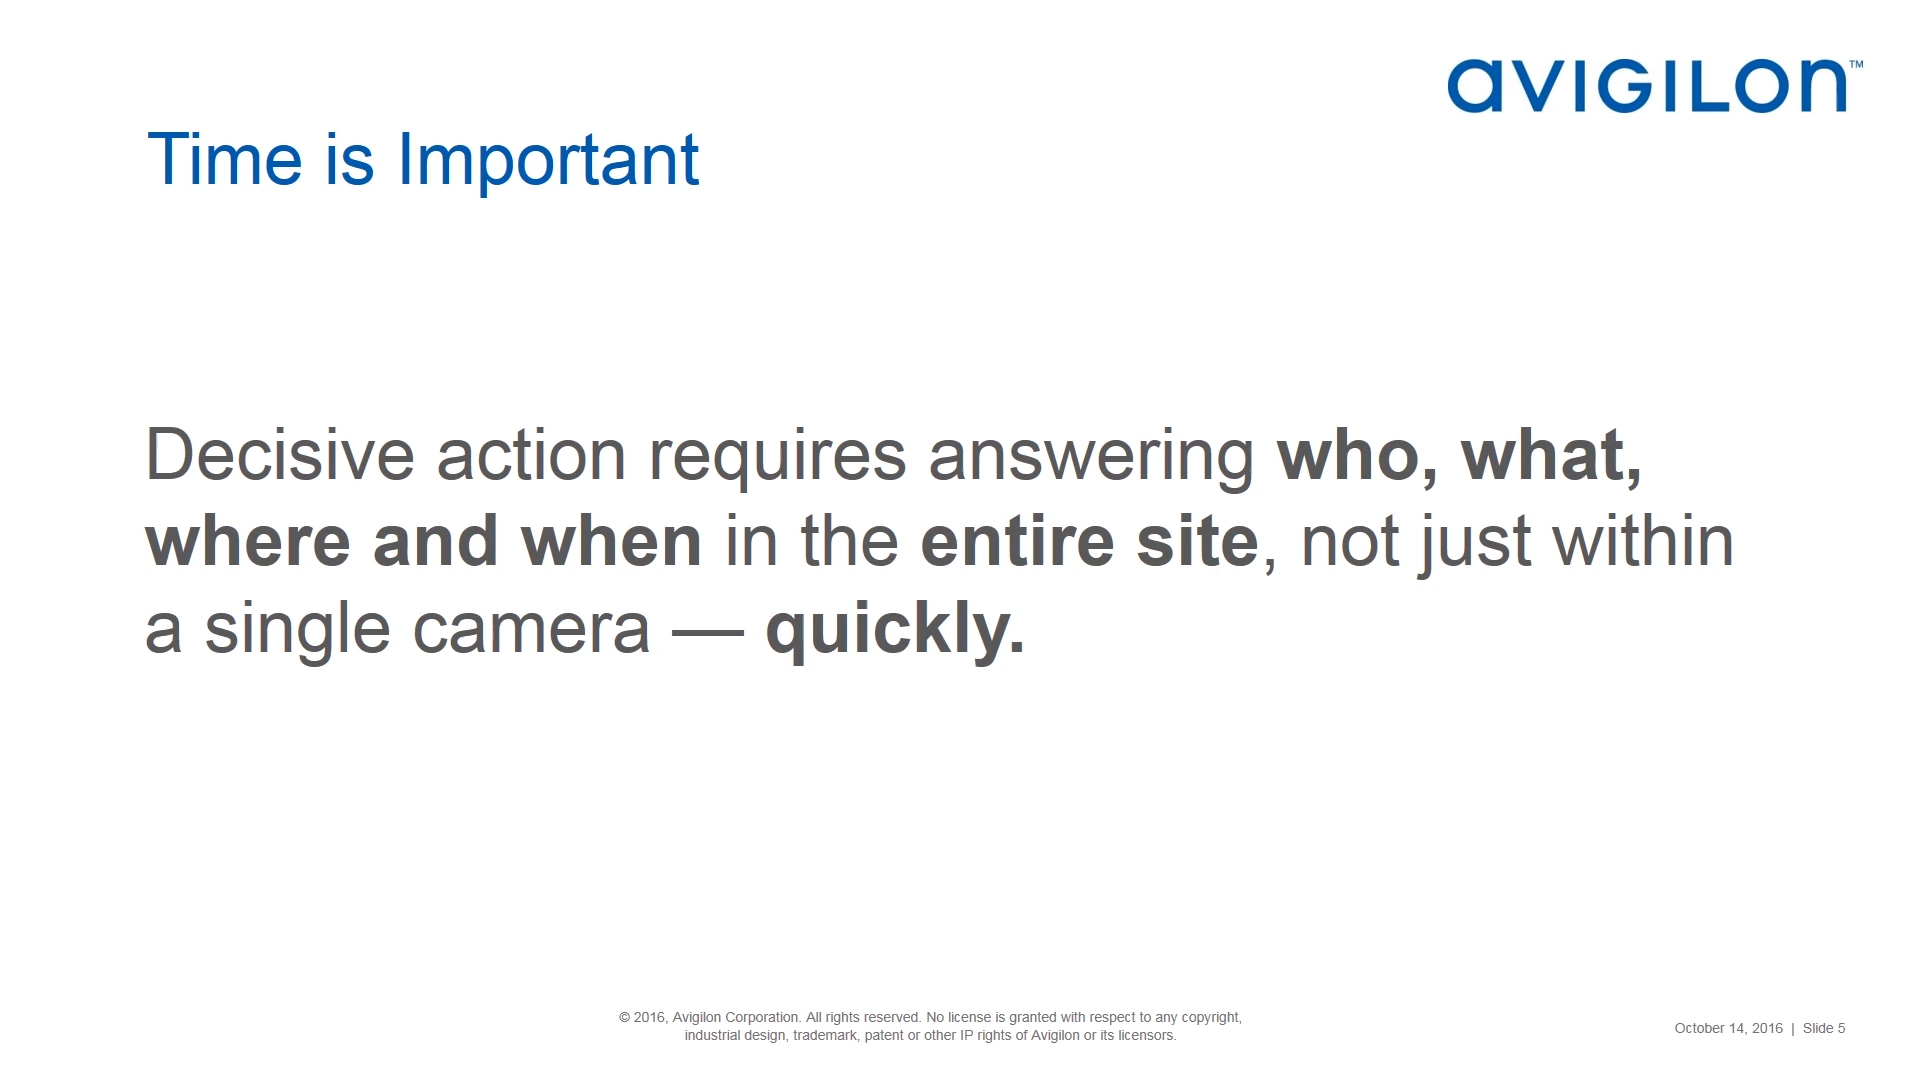 aVIGILOn™
Time is Important
Decisive action requires answering who, what,
where and when in the entire site, not just within
a single camera — quickly.
© 2016, Avigilon Corporation. All rights reserved. No license is granted with respect to any copyright,
industrial design, trademark, patent or other IP rights of Avigilon or its licensors.
October 14, 2016 | Slide 5